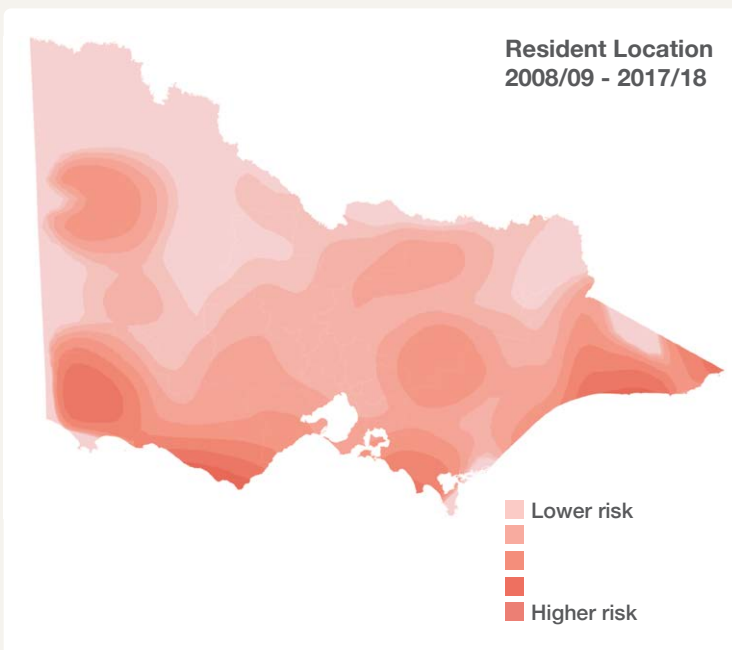 Resident Location
2008/09 - 2017/18
Lower risk
Higher risk